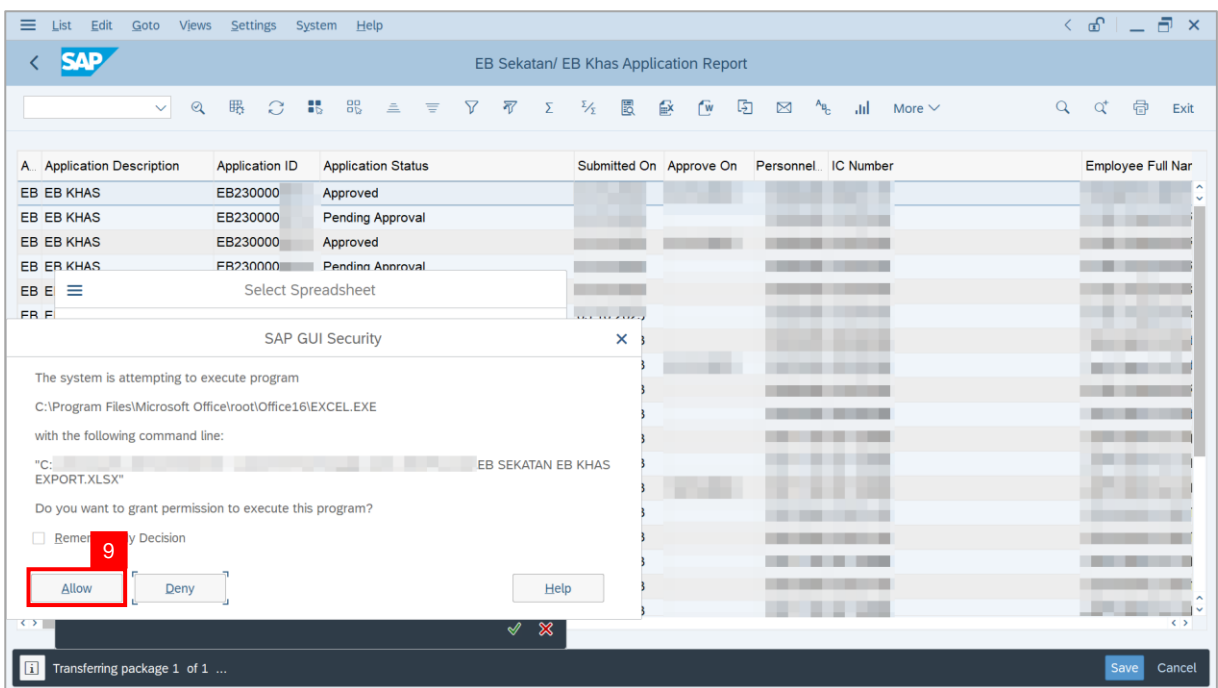 List Edit Goto Views Settings System Help
SAP
EB Sekatan/ EB Khas Application Report
More
Exit
A.. Application Description Application ID Application Status Submitted On Approve On Personnel.. IC Number Employee Full Nar
EB EB KHAS EB230000 Approved
EB EB KHAS EB230000 Pending Approval
EB EB KHAS EB230000 Approved
EB EB KHAS EB230000 Pending Approval
EB E
Select Spreadsheet
EB E
SAP GUI Security
The system is attempting to execute program
C:\Program Files\Microsoft Office\root\Office16\EXCEL.EXE
with the following command line:
"C: EB SEKATAN EB KHAS
EXPORT.XLSX"
Do you want to grant permission to execute this program?
Remem y Decision
9
Allow Deny Help
Transferring package 1 of 1 ...
Save Cancel